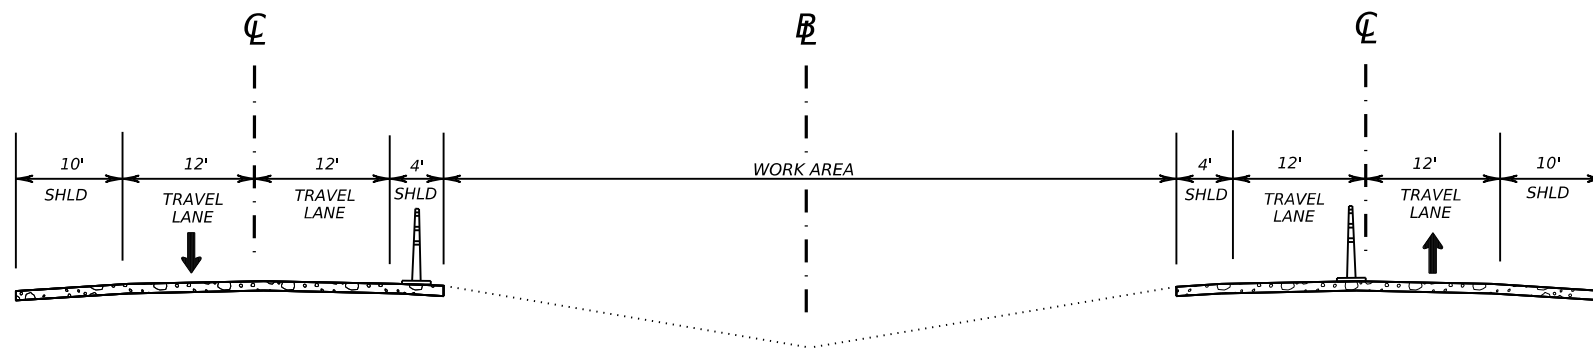 ℄ BL ℄
10' 12' 12' 4' WORK AREA 4' 12' 12' 10'
SHLD TRAVEL LANE TRAVEL LANE SHLD SHLD TRAVEL LANE TRAVEL LANE SHLD